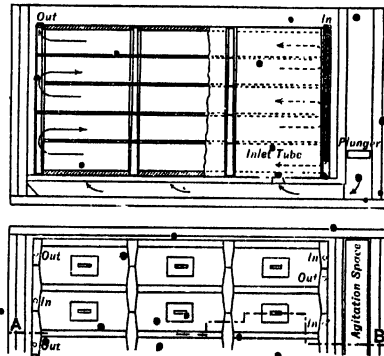 Out
In
Plunger
Inlet Tube
Out
In
Out
In
In
Out
Agitation Space
A
B